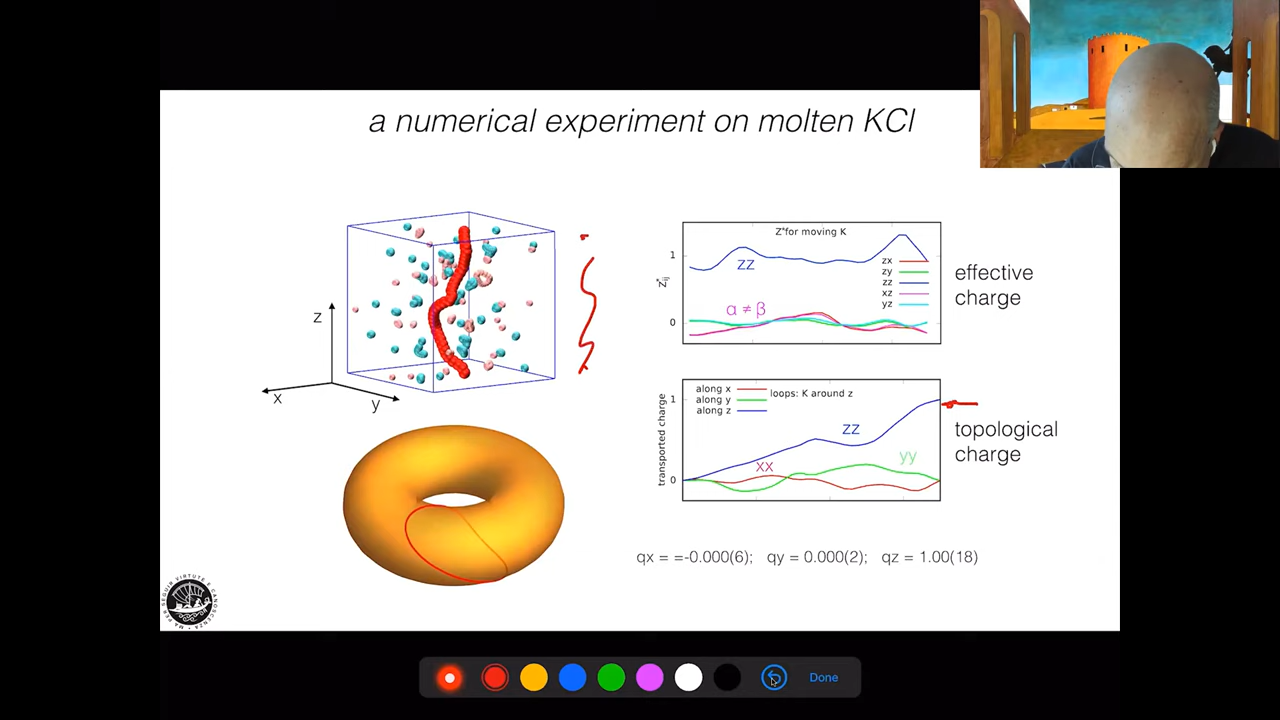 a numerical experiment on molten KCl
z
x
y
Z* for moving K
1
0
Z*ij
zz
α ≠ β
zx
zy
zz
xz
yz
effective
charge
along x
along y
along z
loops: K around z
1
0
transported charge
xx
zz
yy
topological
charge
qx = =-0.000(6); qy = 0.000(2); qz = 1.00(18)
Done